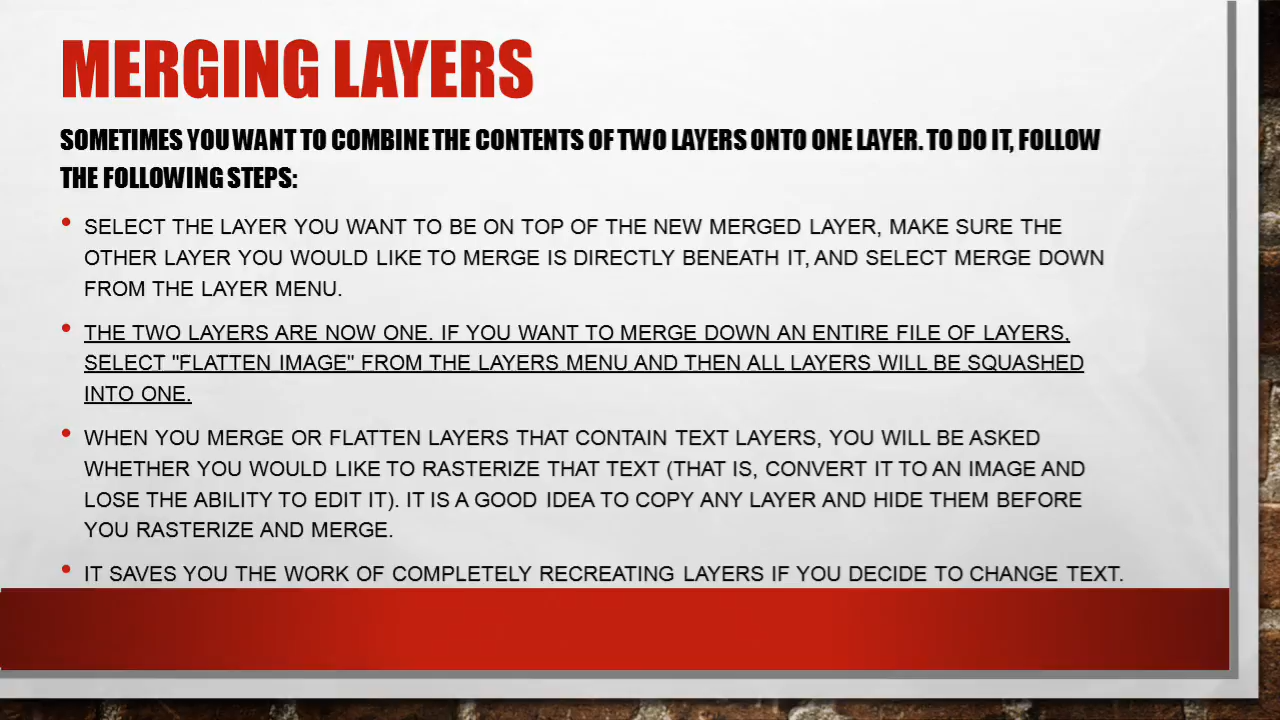 MERGING LAYERS
SOMETIMES YOU WANT TO COMBINE THE CONTENTS OF TWO LAYERS ONTO ONE LAYER. TO DO IT, FOLLOW
THE FOLLOWING STEPS:
• SELECT THE LAYER YOU WANT TO BE ON TOP OF THE NEW MERGED LAYER, MAKE SURE THE
OTHER LAYER YOU WOULD LIKE TO MERGE IS DIRECTLY BENEATH IT, AND SELECT MERGE DOWN
FROM THE LAYER MENU.
• THE TWO LAYERS ARE NOW ONE. IF YOU WANT TO MERGE DOWN AN ENTIRE FILE OF LAYERS,
SELECT "FLATTEN IMAGE" FROM THE LAYERS MENU AND THEN ALL LAYERS WILL BE SQUASHED
INTO ONE.
• WHEN YOU MERGE OR FLATTEN LAYERS THAT CONTAIN TEXT LAYERS, YOU WILL BE ASKED
WHETHER YOU WOULD LIKE TO RASTERIZE THAT TEXT (THAT IS, CONVERT IT TO AN IMAGE AND
LOSE THE ABILITY TO EDIT IT). IT IS A GOOD IDEA TO COPY ANY LAYER AND HIDE THEM BEFORE
YOU RASTERIZE AND MERGE.
• IT SAVES YOU THE WORK OF COMPLETELY RECREATING LAYERS IF YOU DECIDE TO CHANGE TEXT.